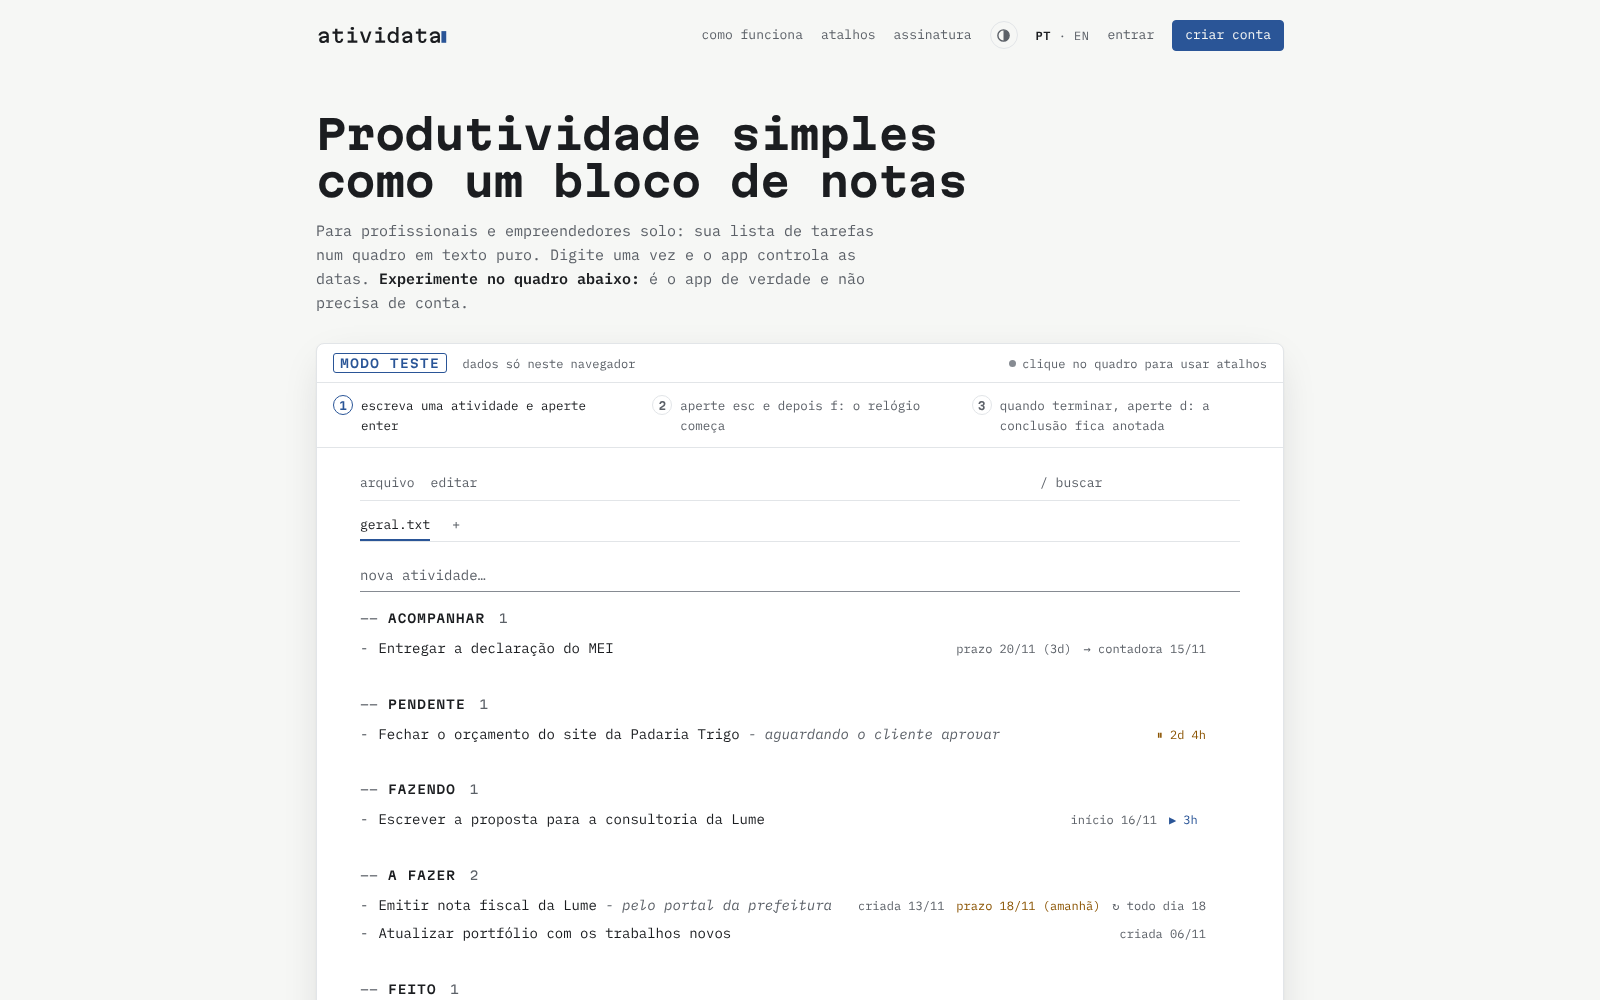 atividata
como funciona atalhos assinatura PT · EN entrar criar conta
Produtividade simples
como um bloco de notas
Para profissionais e empreendedores solo: sua lista de tarefas
num quadro em texto puro. Digite uma vez e o app controla as
datas. Experimente no quadro abaixo: é o app de verdade e não
precisa de conta.
MODO TESTE dados só neste navegador clique no quadro para usar atalhos
1 escreva uma atividade e aperte
enter
2 aperte esc e depois f: o relógio
começa
3 quando terminar, aperte d: a
conclusão fica anotada
arquivo editar / buscar
geral.txt +
nova atividade…
-- ACOMPANHAR 1
- Entregar a declaração do MEI prazo 20/11 (3d) → contadora 15/11
-- PENDENTE 1
- Fechar o orçamento do site da Padaria Trigo - aguardando o cliente aprovar ⏸ 2d 4h
-- FAZENDO 1
- Escrever a proposta para a consultoria da Lume início 16/11 ▶ 3h
-- A FAZER 2
- Emitir nota fiscal da Lume - pelo portal da prefeitura criada 13/11 prazo 18/11 (amanhã) ↻ todo dia 18
- Atualizar portfólio com os trabalhos novos criada 06/11
-- FEITO 1